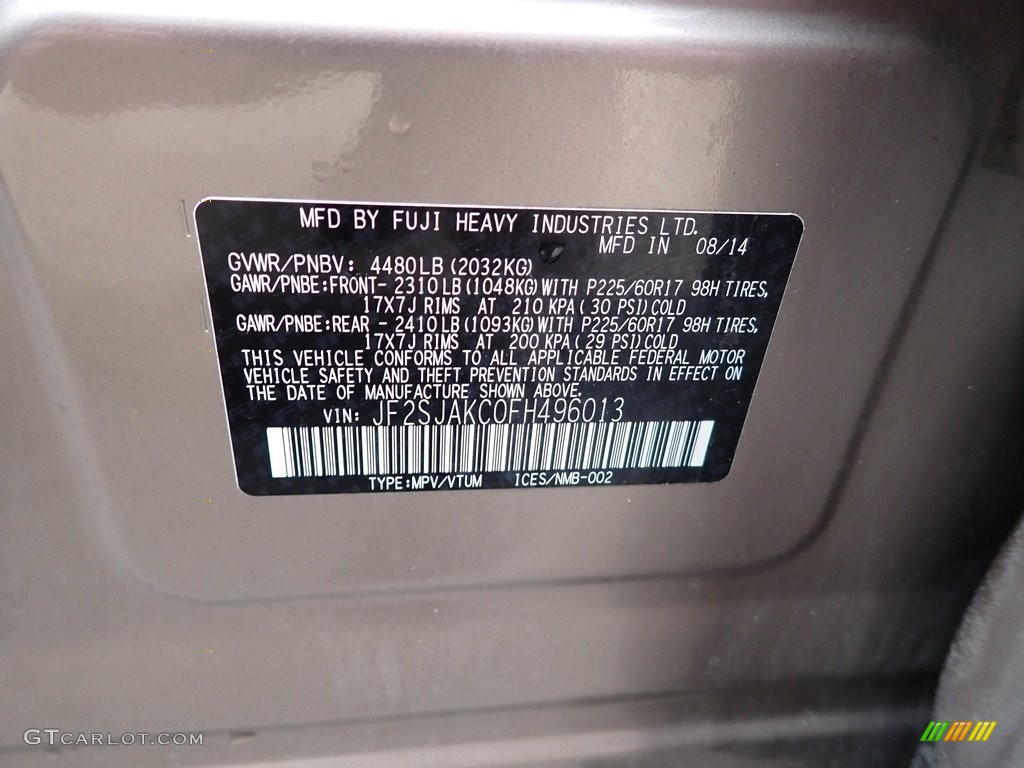 MFD BY FUJI HEAVY INDUSTRIES LTD.
MFD IN 08/14
GVWR/PNBV: 4480LB(2032KG)
GAWR/PNBE:FRONT- 2310LB(1048KG)WITH P225/60R17 98H TIRES,
17X7J RIMS AT 210 KPA(30 PSI)COLD
GAWR/PNBE:REAR - 2410LB(1093KG)WITH P225/60R17 98H TIRES,
17X7J RIMS AT 200 KPA(29 PSI)COLD
THIS VEHICLE CONFORMS TO ALL APPLICABLE FEDERAL MOTOR
VEHICLE SAFETY AND THEFT PREVENTION STANDARDS IN EFFECT ON
THE DATE OF MANUFACTURE SHOWN ABOVE.
VIN: JF2SJAKC0FH496013
TYPE:MPV/VTUM ICES/NMB-002
GTCARLOT.COM